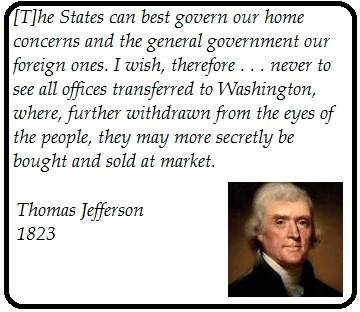 [T]he States can best govern our home
concerns and the general government our
foreign ones. I wish, therefore . . . never to
see all offices transferred to Washington,
where, further withdrawn from the eyes of
the people, they may more secretly be
bought and sold at market.
Thomas Jefferson
1823